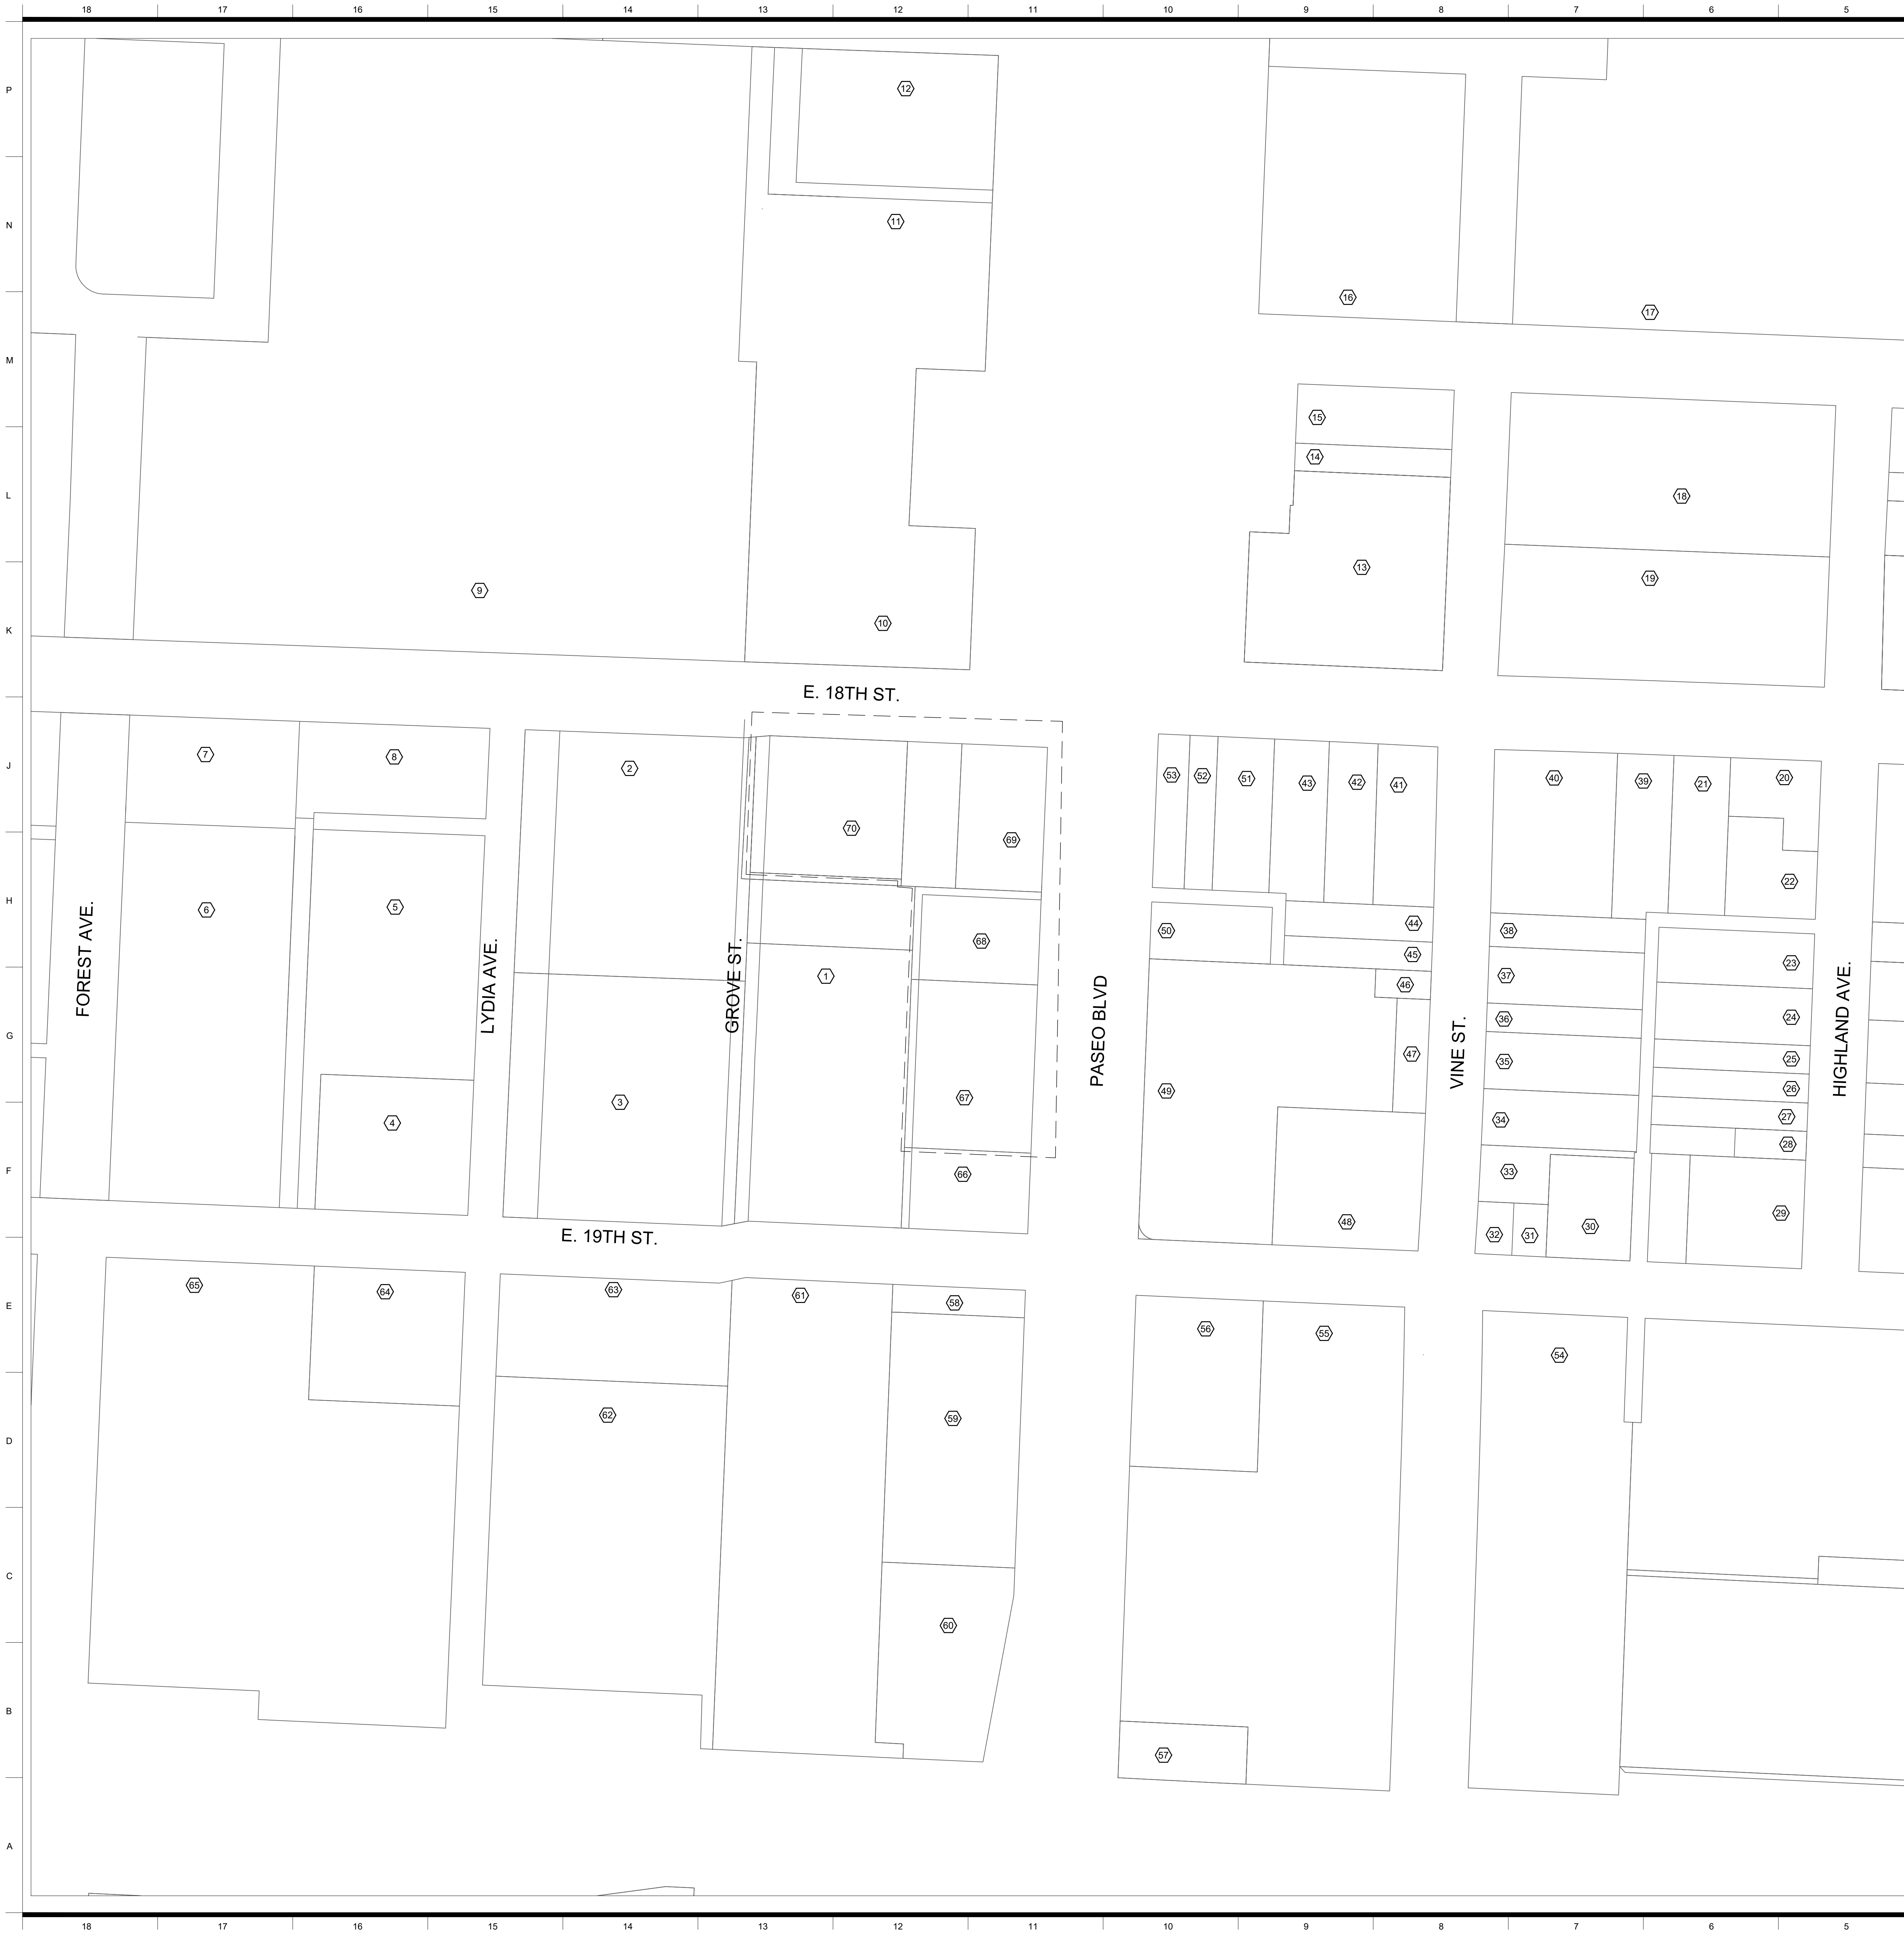 18 17 16 15 14 13 12 11 10 9 8 7 6 5
P
12
N
11
16
17
M
15
14
L
18
13
19
9
K
10
E. 18TH ST.
7 8 2 53 52 51 43 42 41 40 39 21 20
J
70 69
22
H
6 5 68 50 44 38
45 23
1 37
46
FOREST AVE.
LYDIA AVE.
GROVE ST.
PASEO BLVD
VINE ST.
HIGHLAND AVE.
36 24
G
47 35 25
49 67 26
3 4 34 27
28
F
66 33
48 32 31 30 29
E. 19TH ST.
65 64 63 61 58
E
56 55 54
62 59
D
C
60
B
57
A
18 17 16 15 14 13 12 11 10 9 8 7 6 5